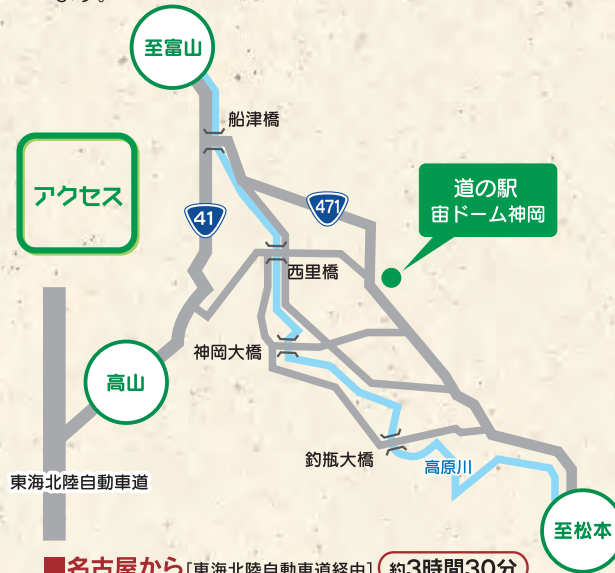 ます。
至富山
船津橋
アクセス
41
471
道の駅
宙ドーム神岡
西里橋
神岡大橋
高山
釣瓶大橋
高原川
東海北陸自動車道
至松本
■名古屋から[東海北陸自動車道経由] 約3時間30分